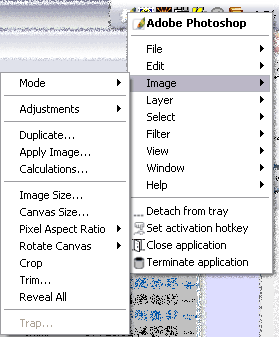 Adobe Photoshop
File
Edit
Image
Layer
Select
Filter
View
Window
Help
Detach from tray
Set activation hotkey
Close application
Terminate application
Mode
Adjustments
Duplicate...
Apply Image...
Calculations...
Image Size...
Canvas Size...
Pixel Aspect Ratio
Rotate Canvas
Crop
Trim...
Reveal All
Trap...